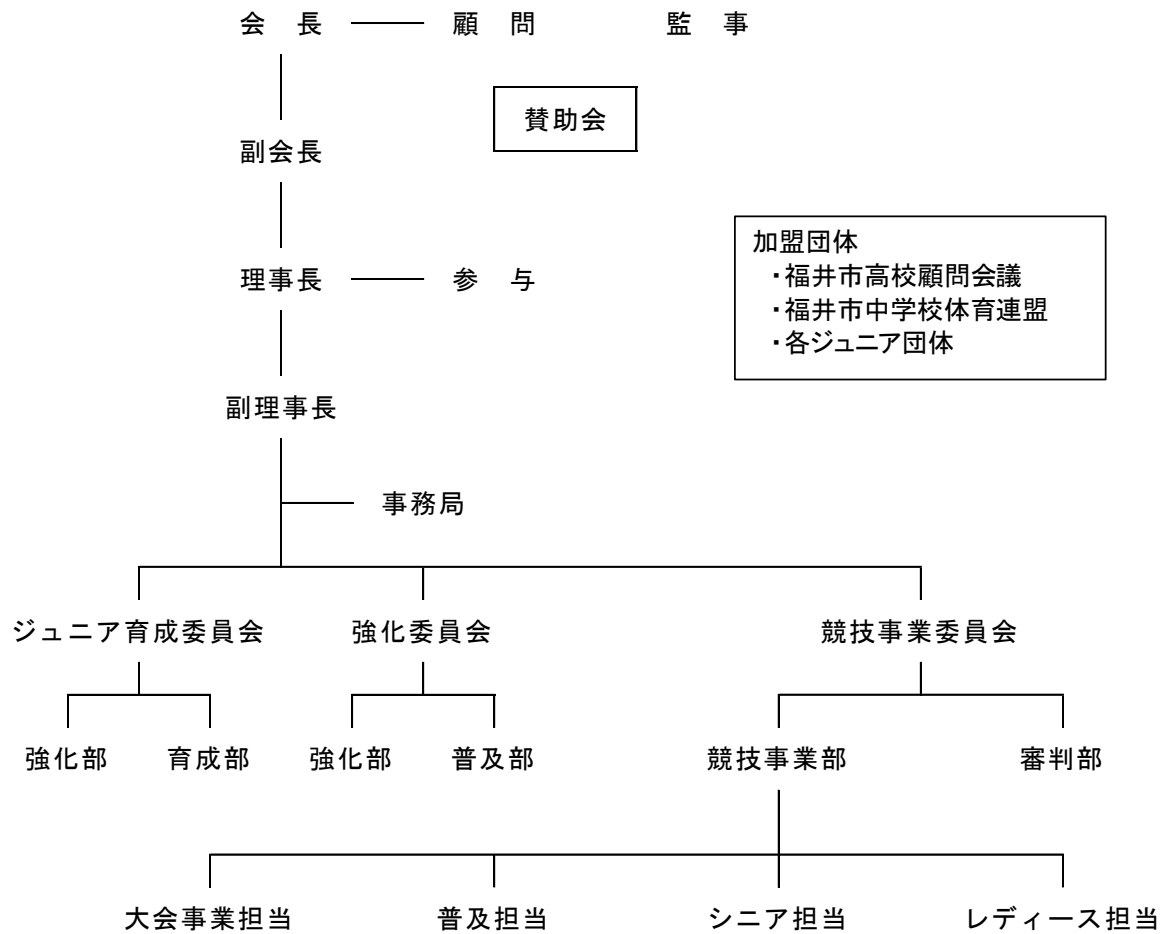 会　長　顧　問　監　事
賛助会
副会長
加盟団体
・福井市高校顧問会議
・福井市中学校体育連盟
・各ジュニア団体
理事長　参　与
副理事長
事務局
ジュニア育成委員会　強化委員会　競技事業委員会
強化部　育成部　強化部　普及部　競技事業部　審判部
大会事業担当　普及担当　シニア担当　レディース担当